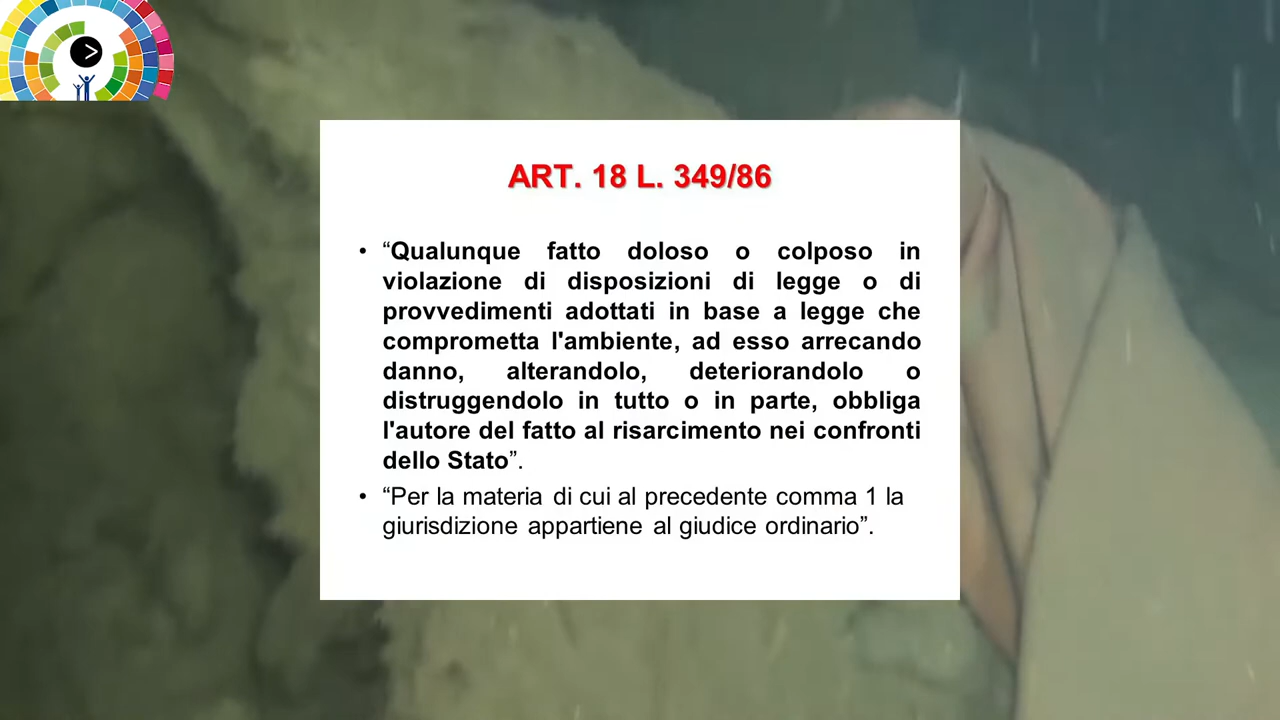 ART. 18 L. 349/86
• “Qualunque fatto doloso o colposo in
violazione di disposizioni di legge o di
provvedimenti adottati in base a legge che
comprometta l'ambiente, ad esso arrecando
danno, alterandolo, deteriorandolo o
distruggendolo in tutto o in parte, obbliga
l'autore del fatto al risarcimento nei confronti
dello Stato”.
• “Per la materia di cui al precedente comma 1 la
giurisdizione appartiene al giudice ordinario”.